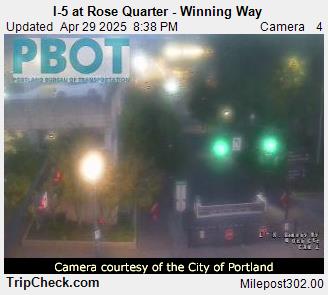 I-5 at Rose Quarter - Winning Way
Updated Apr 29 2025 8:38 PM Camera 4
PBOT
PORTLAND BUREAU OF TRANSPORTATION
Camera courtesy of the City of Portland
TripCheck.com Milepost302.00